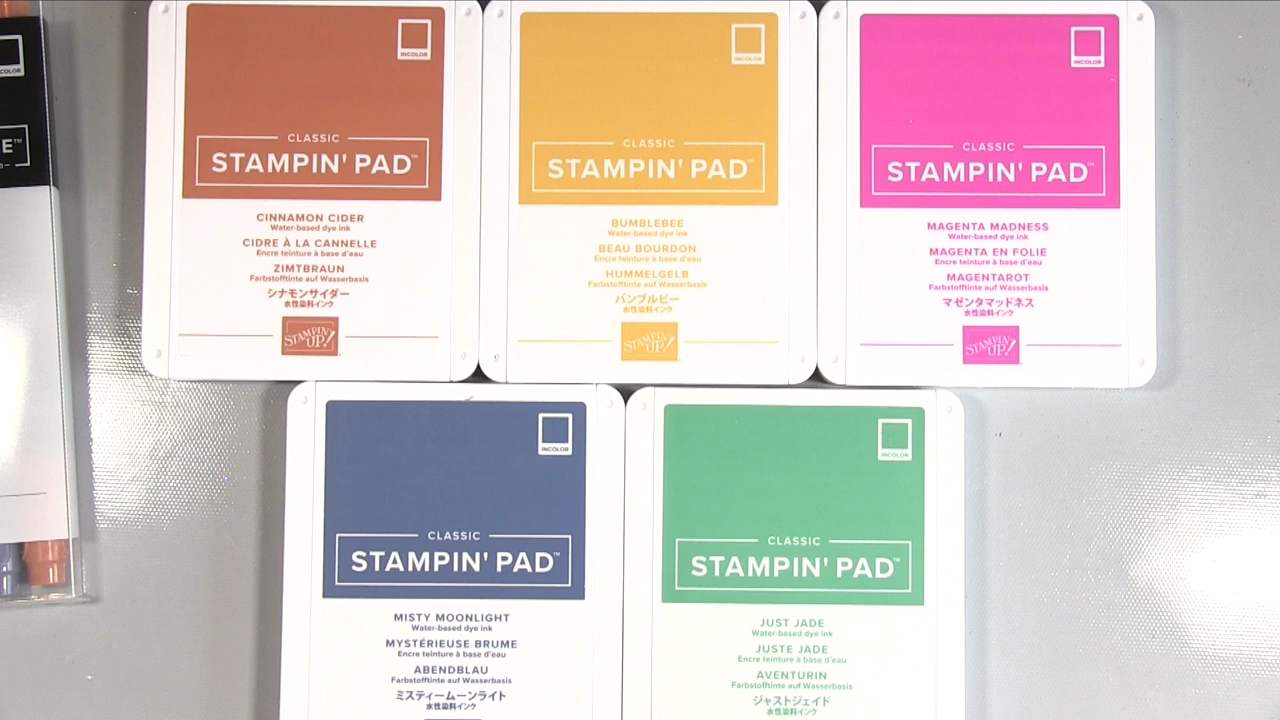 COLOR
E™
INCOLOR
CLASSIC
STAMPIN' PAD™
CINNAMON CIDER
Water-based dye ink
CIDRE À LA CANNELLE
Encre teinture à base d'eau
ZIMTBRAUN
Farbstofftinte auf Wasserbasis
シナモンサイダー
水性染料インク
STAMPIN' UP!
INCOLOR
CLASSIC
STAMPIN' PAD™
BUMBLEBEE
Water-based dye ink
BEAU BOURDON
Encre teinture à base d'eau
HUMMELGELB
Farbstofftinte auf Wasserbasis
バンブルビー
水性染料インク
STAMPIN' UP!
INCOLOR
CLASSIC
STAMPIN' PAD™
MAGENTA MADNESS
Water-based dye ink
MAGENTA EN FOLIE
Encre teinture à base d'eau
MAGENTAROT
Farbstofftinte auf Wasserbasis
マゼンタマッドネス
水性染料インク
STAMPIN' UP!
INCOLOR
CLASSIC
STAMPIN' PAD™
MISTY MOONLIGHT
Water-based dye ink
MYSTÉRIEUSE BRUME
Encre teinture à base d'eau
ABENDBLAU
Farbstofftinte auf Wasserbasis
ミスティームーンライト
水性染料インク
INCOLOR
CLASSIC
STAMPIN' PAD™
JUST JADE
Water-based dye ink
JUSTE JADE
Encre teinture à base d'eau
AVENTURIN
Farbstofftinte auf Wasserbasis
ジャストジェイド
水性染料インク